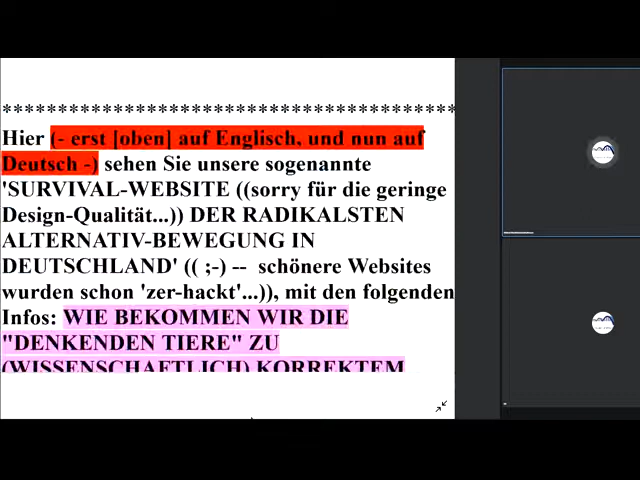 ****************************************
Hier (- erst [oben] auf Englisch, und nun auf
Deutsch -) sehen Sie unsere sogenannte
'SURVIVAL-WEBSITE ((sorry für die geringe
Design-Qualität...)) DER RADIKALSTEN
ALTERNATIV-BEWEGUNG IN
DEUTSCHLAND' (( ;-) -- schönere Websites
wurden schon 'zer-hackt'...)), mit den folgenden
Infos: WIE BEKOMMEN WIR DIE
"DENKENDEN TIERE" ZU
(WISSENSCHAFTLICH) KORREKTEM